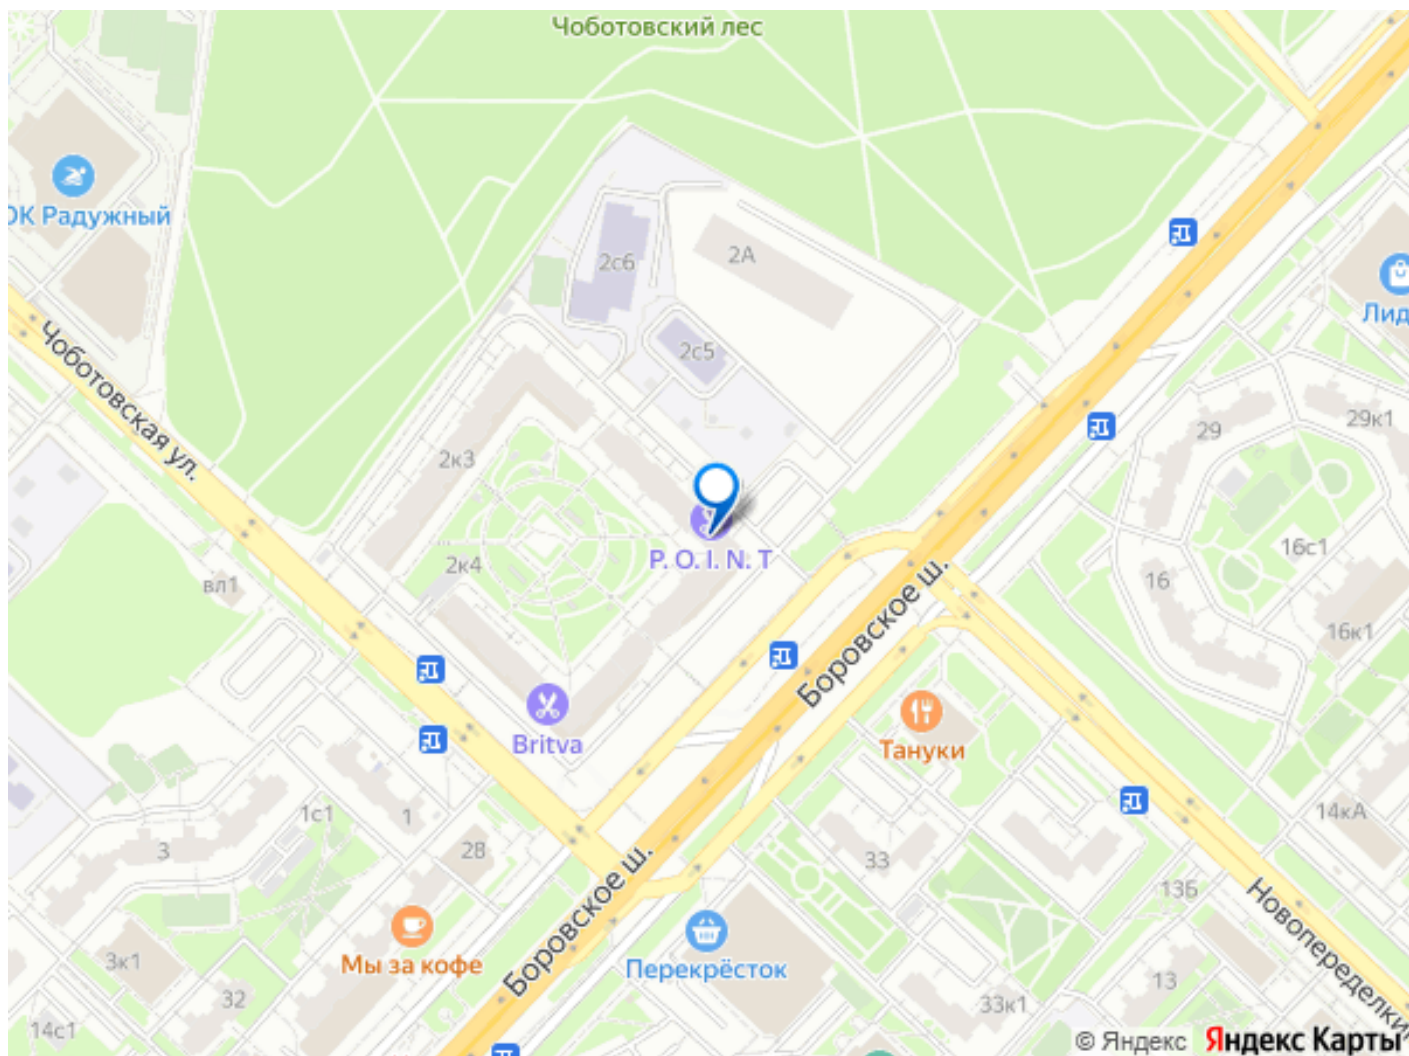 Чоботовский лес
ОК Радужный
2А
2с6
2с5
Лид
Чоботовская ул.
29к1
29
2к3
16с1
P. O. I. N. T
2к4
вл1
16
Боровское ш.
16к1
Britva
Тануки
1с1
1
14кА
3
2В
33
Боровское ш.
13Б
Новопеределки
Мы за кофе
Перекрёсток
3к1
32
13
33к1
14с1
© Яндекс Яндекс Карты